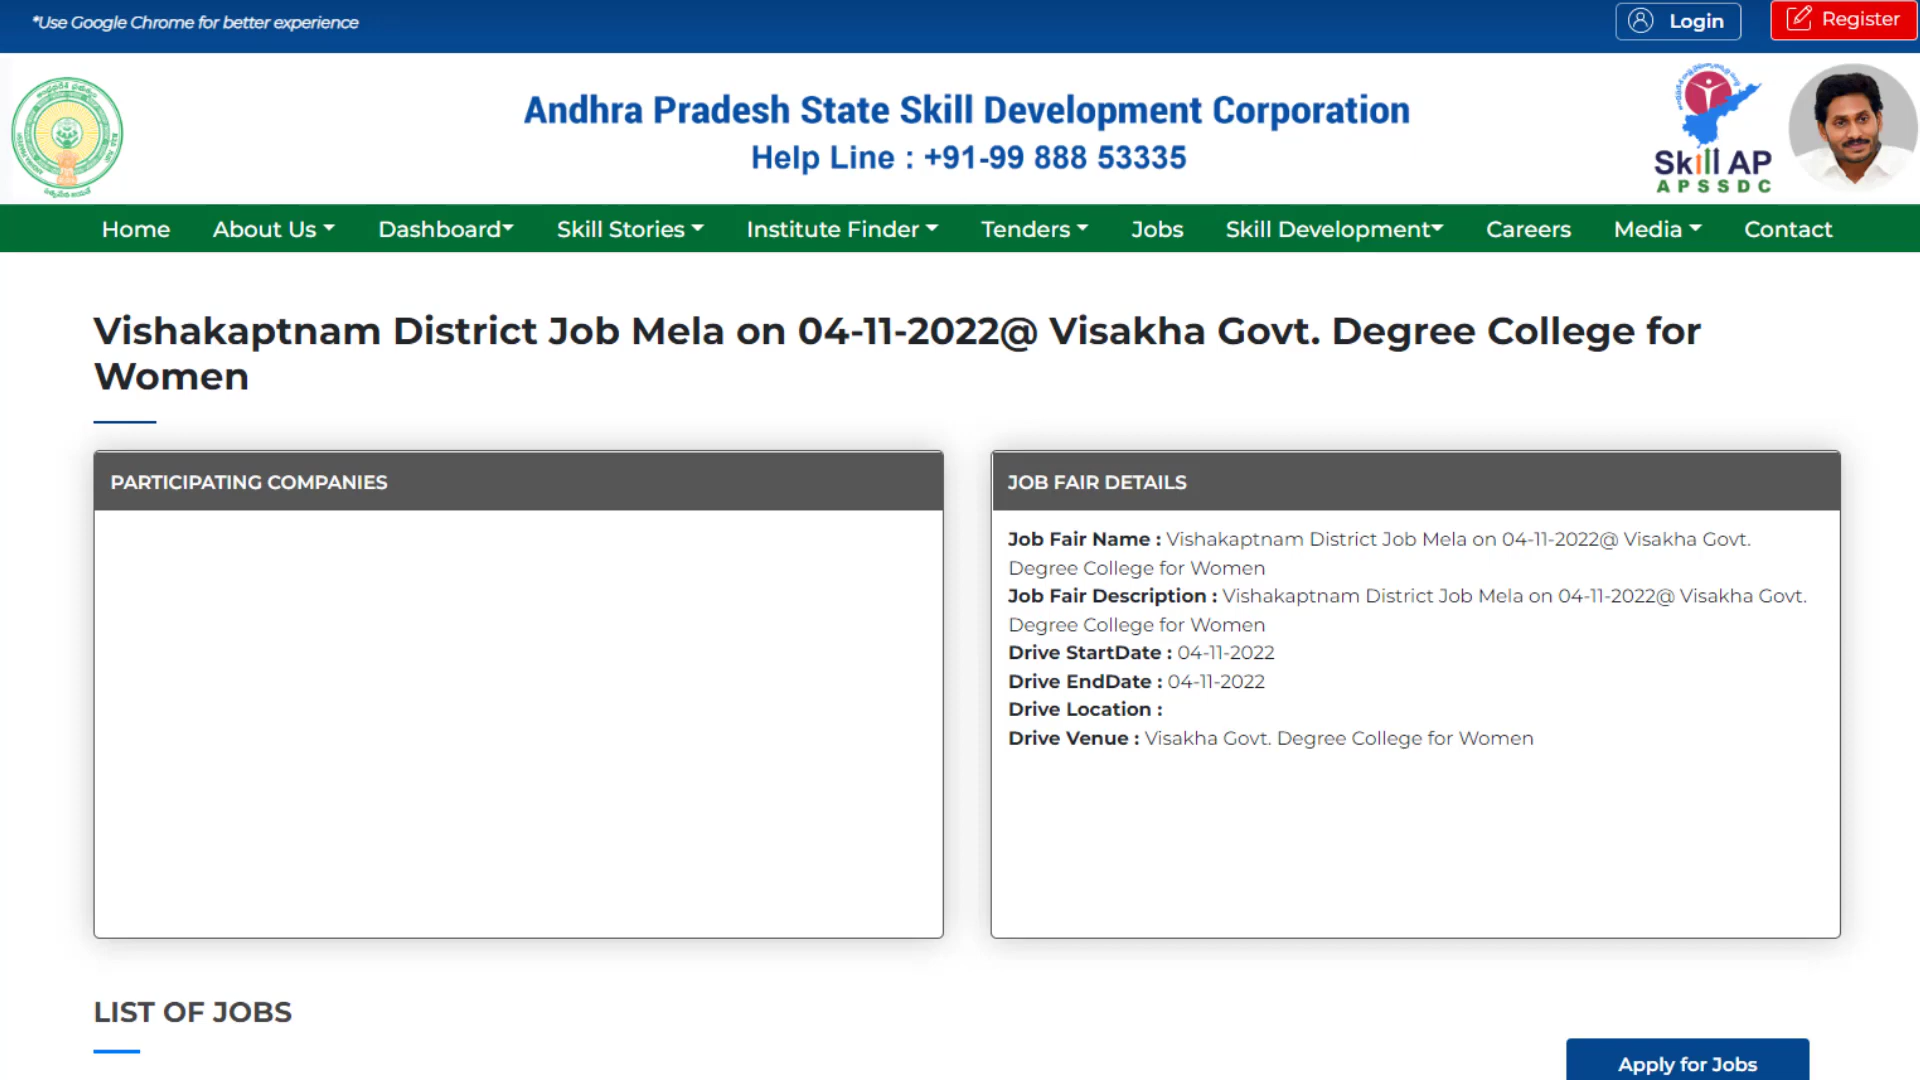 *Use Google Chrome for better experience
Login
Register
Andhra Pradesh State Skill Development Corporation
Help Line : +91-99 888 53335
Skill AP
APSSDC
Home About Us Dashboard Skill Stories Institute Finder Tenders Jobs Skill Development Careers Media Contact
Vishakaptnam District Job Mela on 04-11-2022@ Visakha Govt. Degree College for
Women
PARTICIPATING COMPANIES
JOB FAIR DETAILS
Job Fair Name : Vishakaptnam District Job Mela on 04-11-2022@ Visakha Govt.
Degree College for Women
Job Fair Description : Vishakaptnam District Job Mela on 04-11-2022@ Visakha Govt.
Degree College for Women
Drive StartDate : 04-11-2022
Drive EndDate : 04-11-2022
Drive Location :
Drive Venue : Visakha Govt. Degree College for Women
LIST OF JOBS
Apply for Jobs